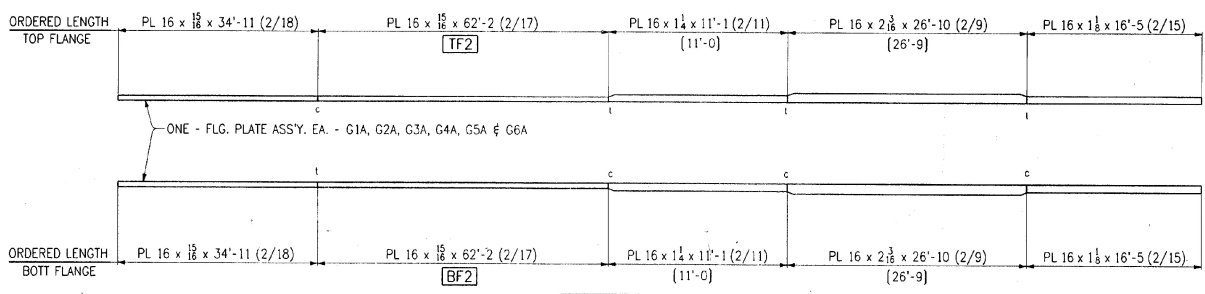 ORDERED LENGTH PL 16 x 15/16 x 34'-11 (2/18) PL 16 x 15/16 x 62'-2 (2/17) PL 16 x 1 1/4 x 11'-1 (2/11) PL 16 x 2 3/16 x 26'-10 (2/9) PL 16 x 1 1/8 x 16'-5 (2/15)
TOP FLANGE TF2 (11'-0) (26'-9)
c t t t
ONE - FLG. PLATE ASS'Y. EA. - G1A, G2A, G3A, G4A, G5A & G6A
t c c c
ORDERED LENGTH PL 16 x 15/16 x 34'-11 (2/18) PL 16 x 15/16 x 62'-2 (2/17) PL 16 x 1 1/4 x 11'-1 (2/11) PL 16 x 2 3/16 x 26'-10 (2/9) PL 16 x 1 1/8 x 16'-5 (2/15)
BOTT FLANGE BF2 (11'-0) (26'-9)